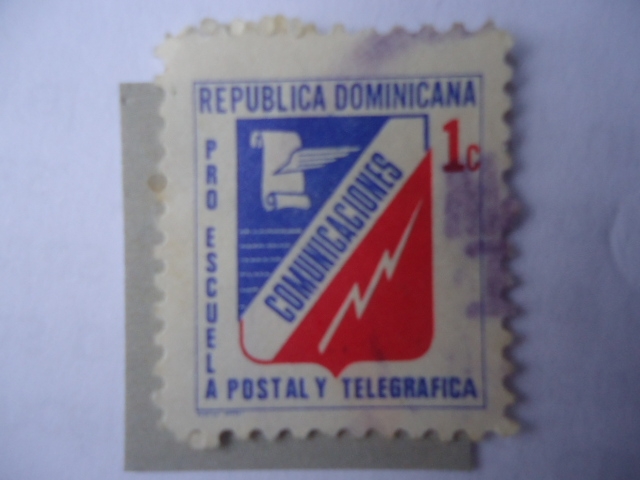 REPUBLICA DOMINICANA
1c
PRO ESCUELA
POSTAL Y TELEGRAFICA
COMUNICACIONES